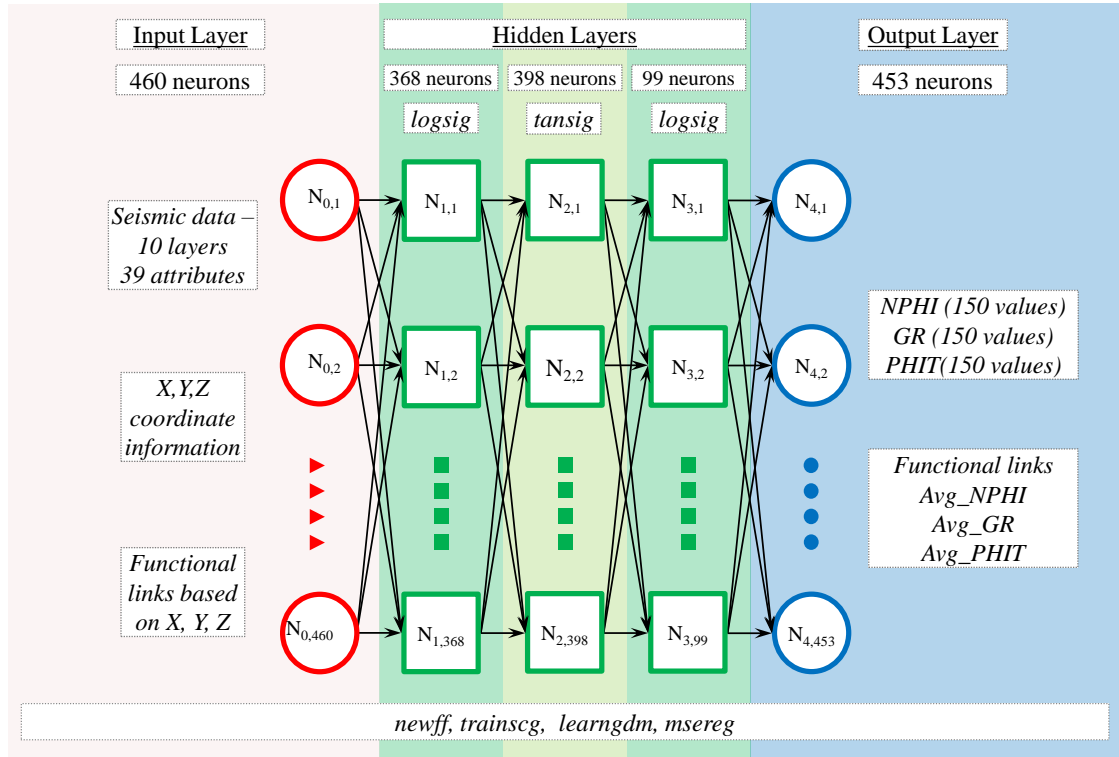 Input Layer
Hidden Layers
Output Layer
460 neurons
368 neurons
398 neurons
99 neurons
453 neurons
logsig
tansig
logsig
N0,1
N1,1
N2,1
N3,1
N4,1
Seismic data –
10 layers
39 attributes
NPHI (150 values)
GR (150 values)
PHIT(150 values)
N0,2
N1,2
N2,2
N3,2
N4,2
X,Y,Z
coordinate
information
Functional links
Avg_NPHI
Avg_GR
Avg_PHIT
Functional
links based
on X, Y, Z
N0,460
N1,368
N2,398
N3,99
N4,453
newff, trainscg, learngdm, msereg